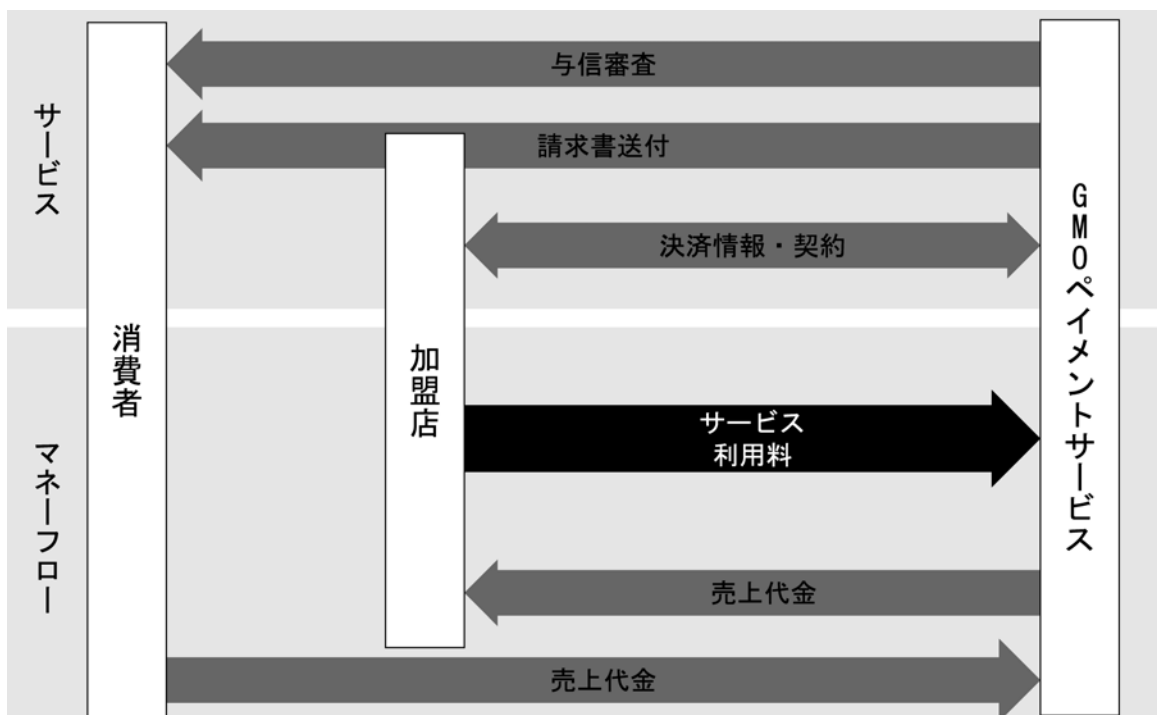 サービス
与信審査
請求書送付
決済情報・契約
消費者
加盟店
GMOペイメントサービス
マネーフロー
サービス
利用料
売上代金
売上代金